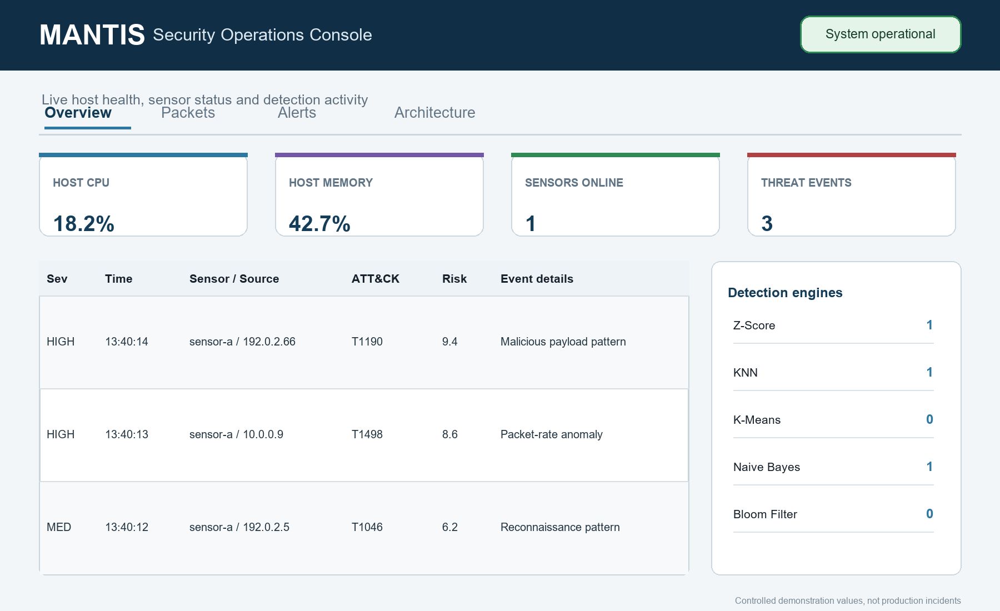 MANTIS Security Operations Console
System operational
Live host health, sensor status and detection activity
Overview Packets Alerts Architecture
HOST CPU
18.2%
HOST MEMORY
42.7%
SENSORS ONLINE
1
THREAT EVENTS
3
Sev Time Sensor / Source ATT&CK Risk Event details
HIGH 13:40:14 sensor-a / 192.0.2.66 T1190 9.4 Malicious payload pattern
HIGH 13:40:13 sensor-a / 10.0.0.9 T1498 8.6 Packet-rate anomaly
MED 13:40:12 sensor-a / 192.0.2.5 T1046 6.2 Reconnaissance pattern
Detection engines
Z-Score 1
KNN 1
K-Means 0
Naive Bayes 1
Bloom Filter 0
Controlled demonstration values, not production incidents